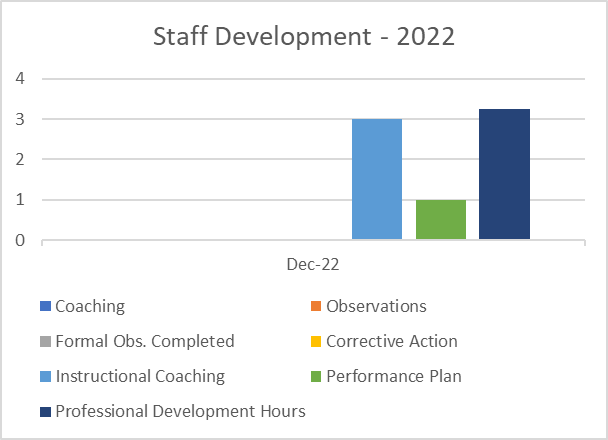 Staff Development - 2022
4
3
2
1
0
Dec-22
Coaching
Observations
Formal Obs. Completed
Corrective Action
Instructional Coaching
Performance Plan
Professional Development Hours